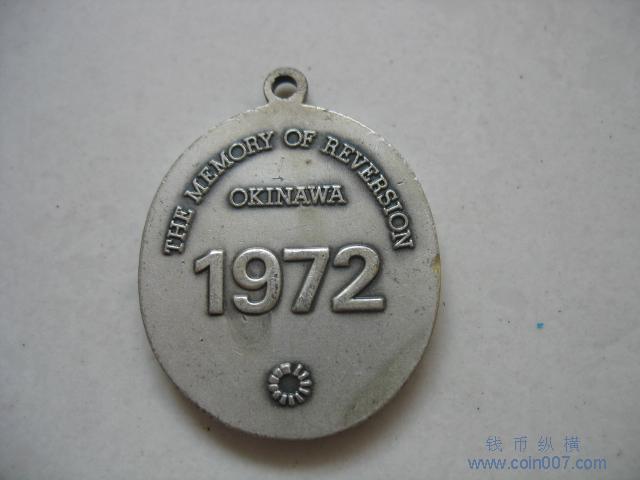 THE MEMORY OF REVERSION
OKINAWA
1972
钱币纵横
www.coin007.com